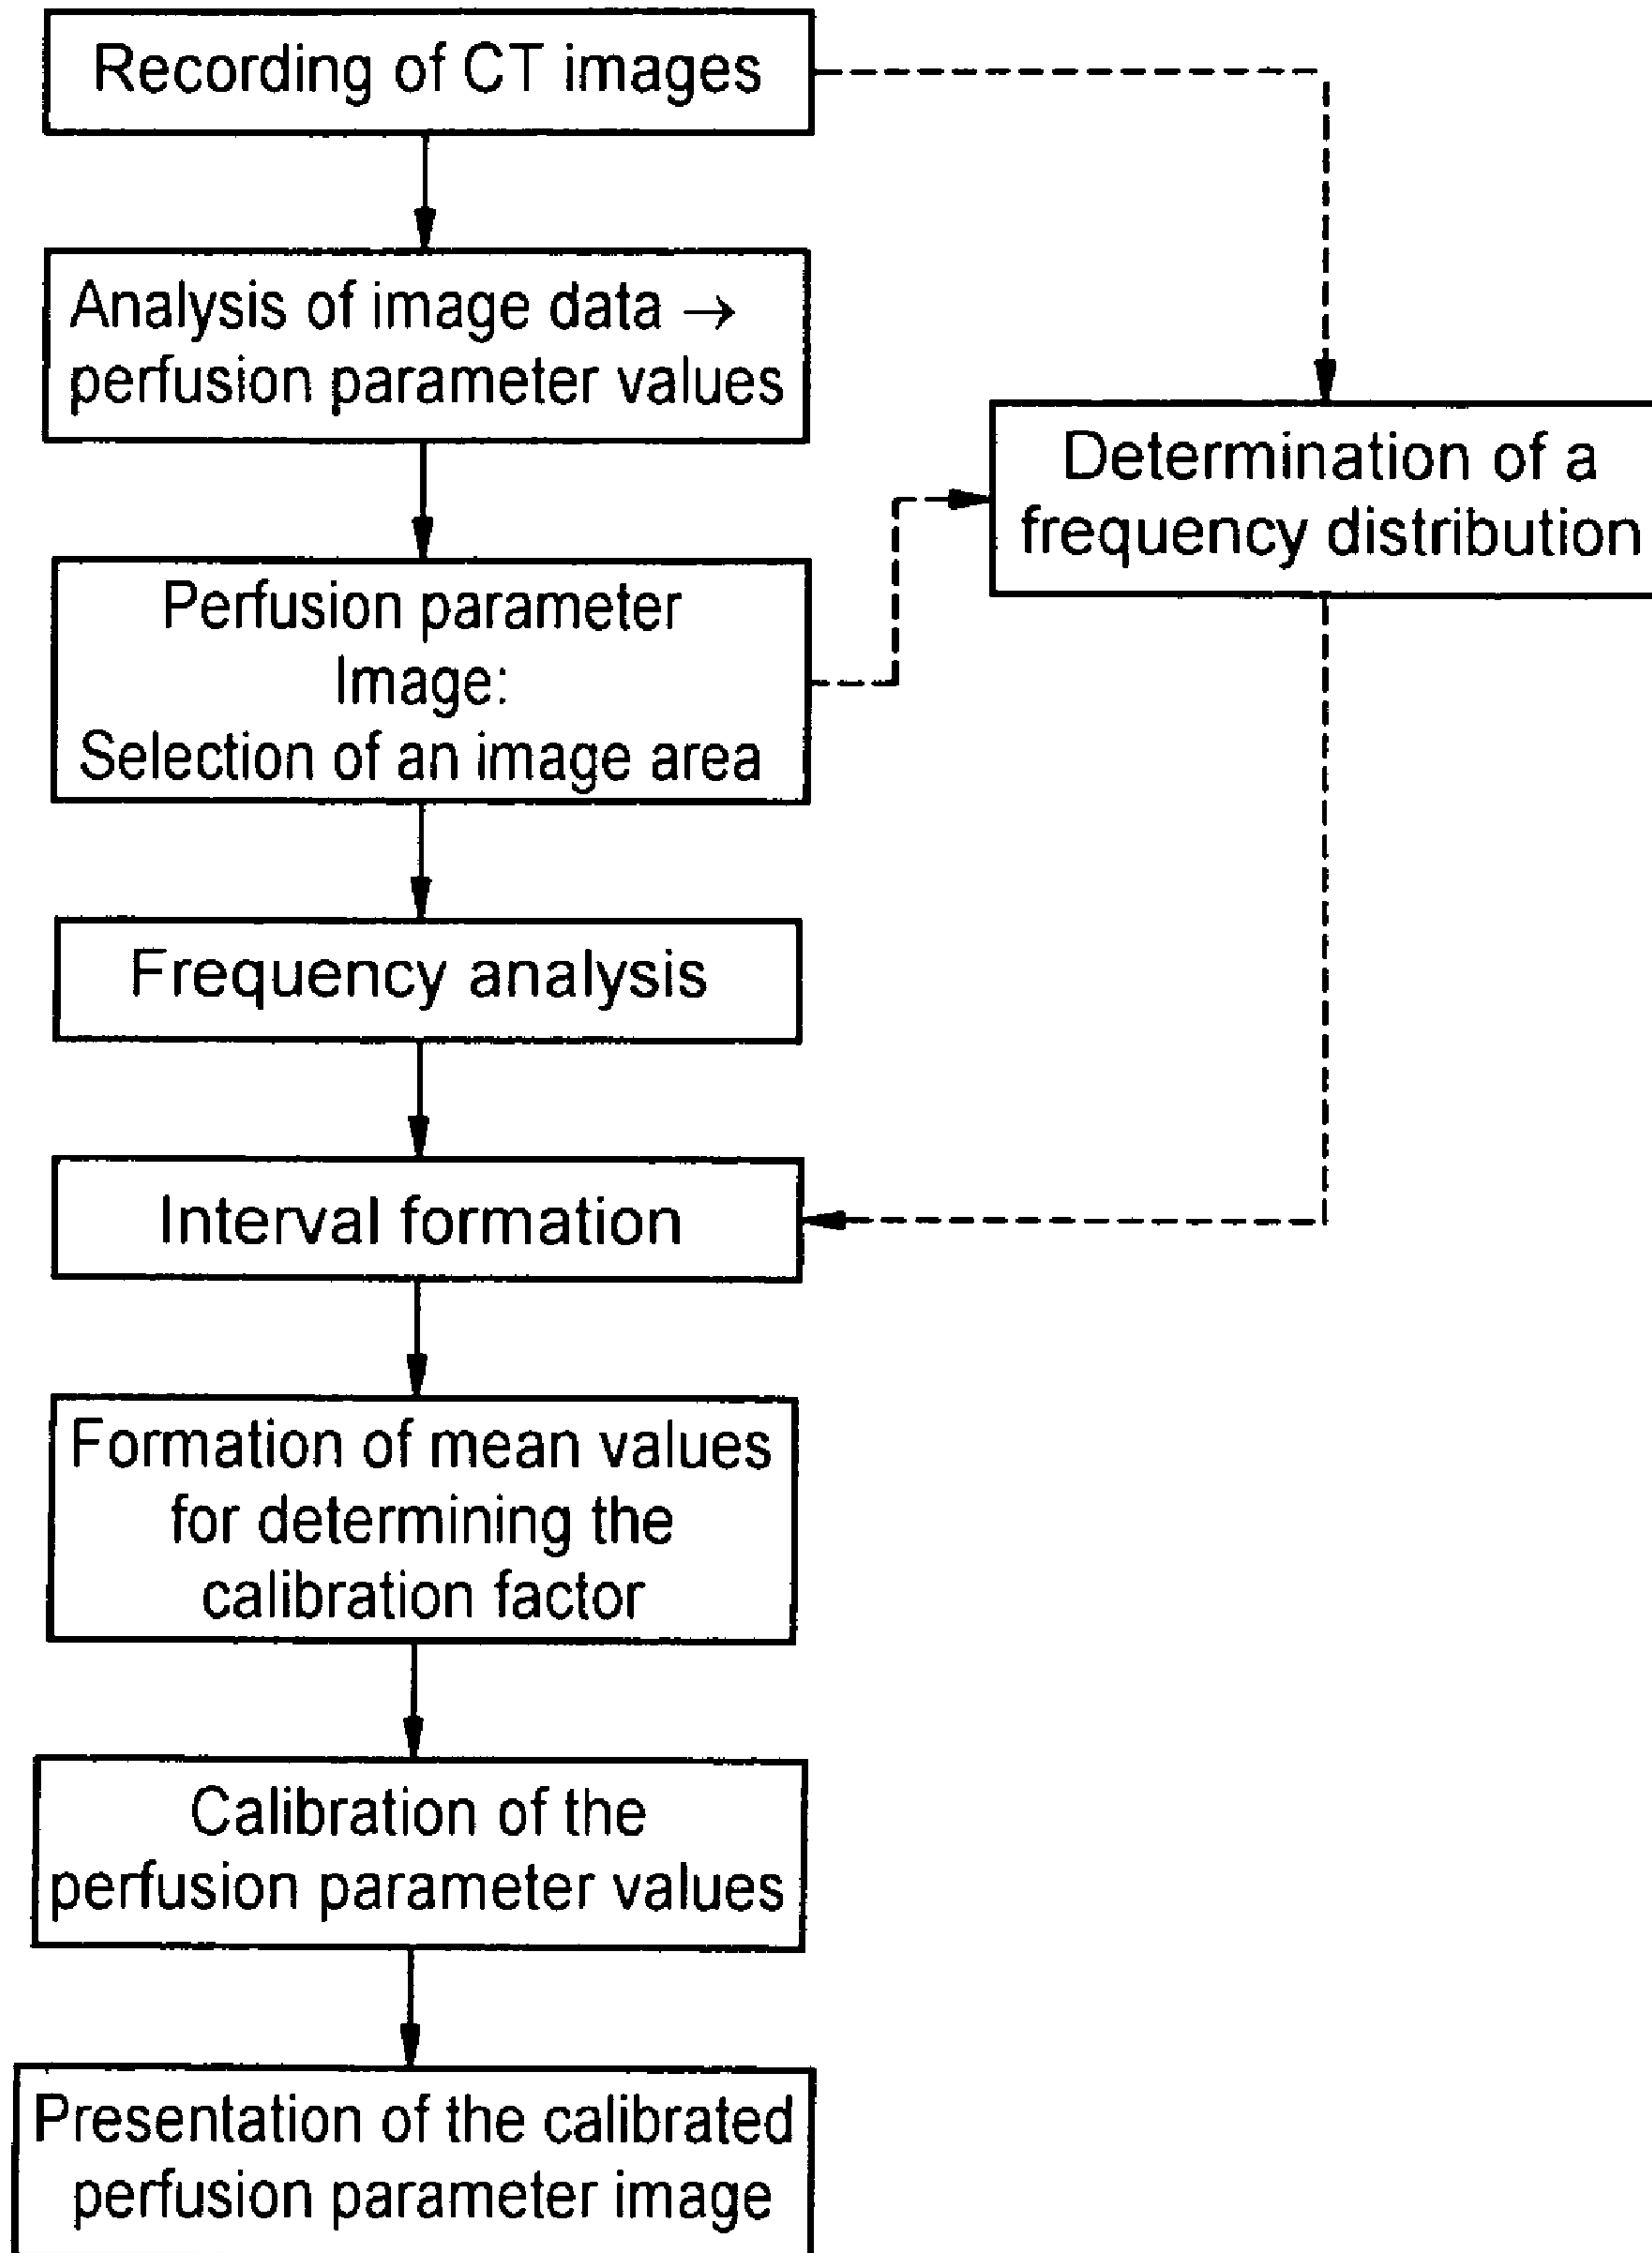 Recording of CT images
Analysis of image data →
perfusion parameter values
Determination of a
frequency distribution
Perfusion parameter
Image:
Selection of an image area
Frequency analysis
Interval formation
Formation of mean values
for determining the
calibration factor
Calibration of the
perfusion parameter values
Presentation of the calibrated
perfusion parameter image